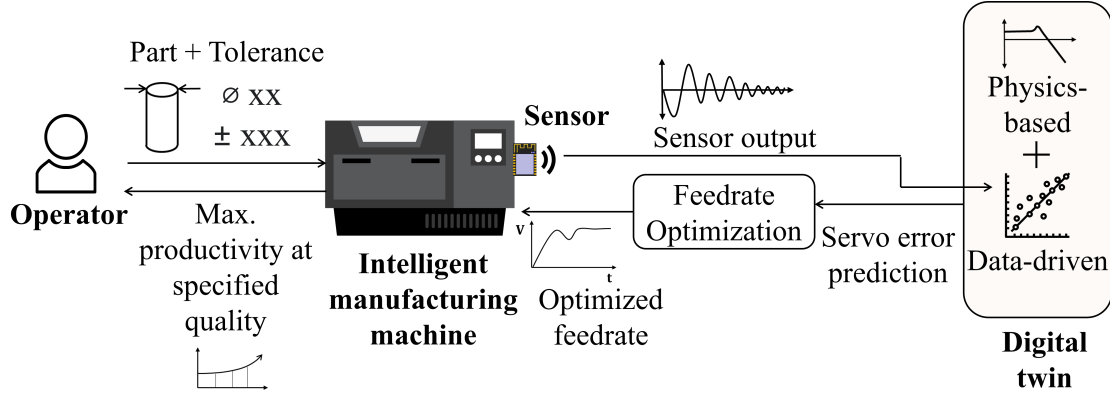 Part + Tolerance
∅ xx
± xxx
Operator
Max.
productivity at
specified
quality
Sensor
Intelligent
manufacturing
machine
Sensor output
Feedrate
Optimization
V
t
Optimized
feedrate
Servo error
prediction
Physics-
based
+
Data-driven
Digital
twin